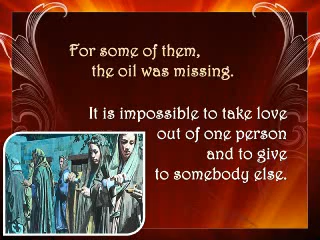 For some of them,
the oil was missing.
It is impossible to take love
out of one person
and to give
to somebody else.